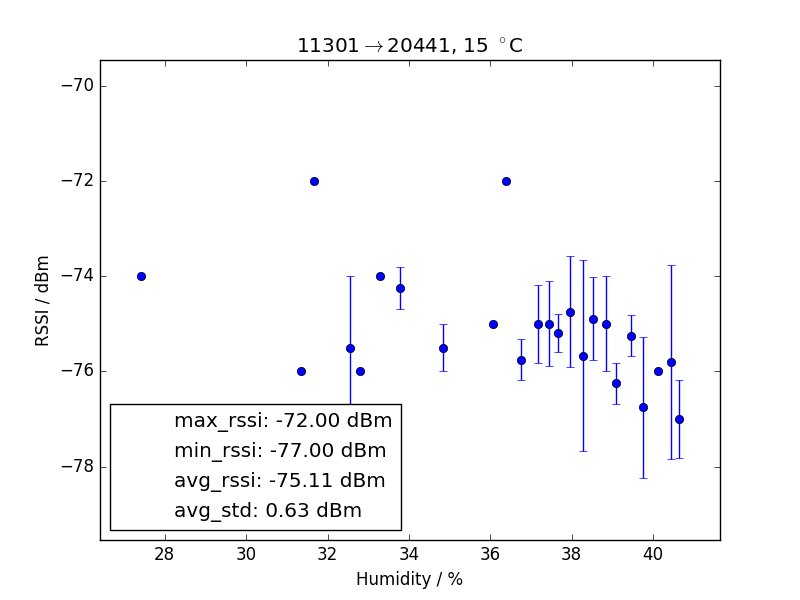 11301→20441, 15 °C
−70
−72
−74
−76
−78
RSSI / dBm
max_rssi: -72.00 dBm
min_rssi: -77.00 dBm
avg_rssi: -75.11 dBm
avg_std: 0.63 dBm
28 30 32 34 36 38 40
Humidity / %